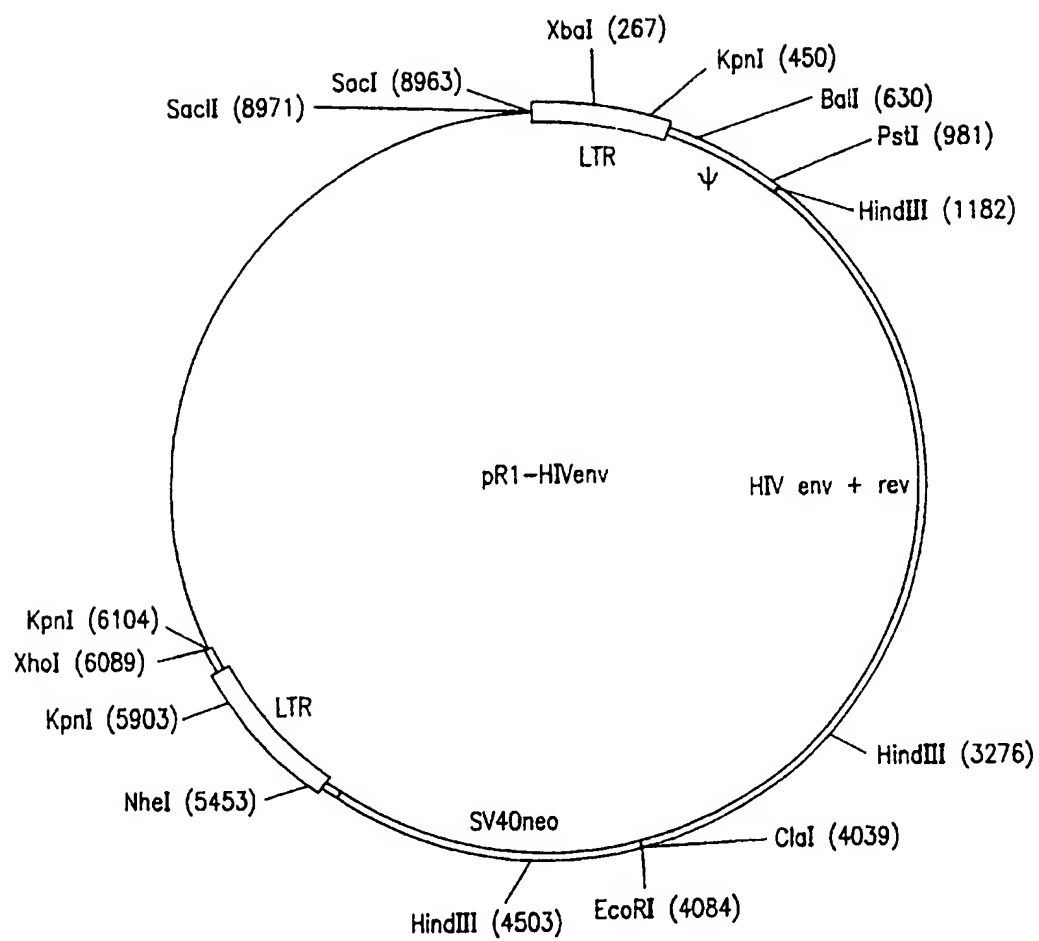 XbaI (267)
KpnI (450)
SacI (8963)
BalI (630)
SacII (8971)
PstI (981)
LTR
ψ
HindIII (1182)
pR1-HIVenv
HIV env + rev
KpnI (6104)
XhoI (6089)
LTR
KpnI (5903)
HindIII (3276)
NheI (5453)
SV40neo
ClaI (4039)
HindIII (4503)
EcoRI (4084)